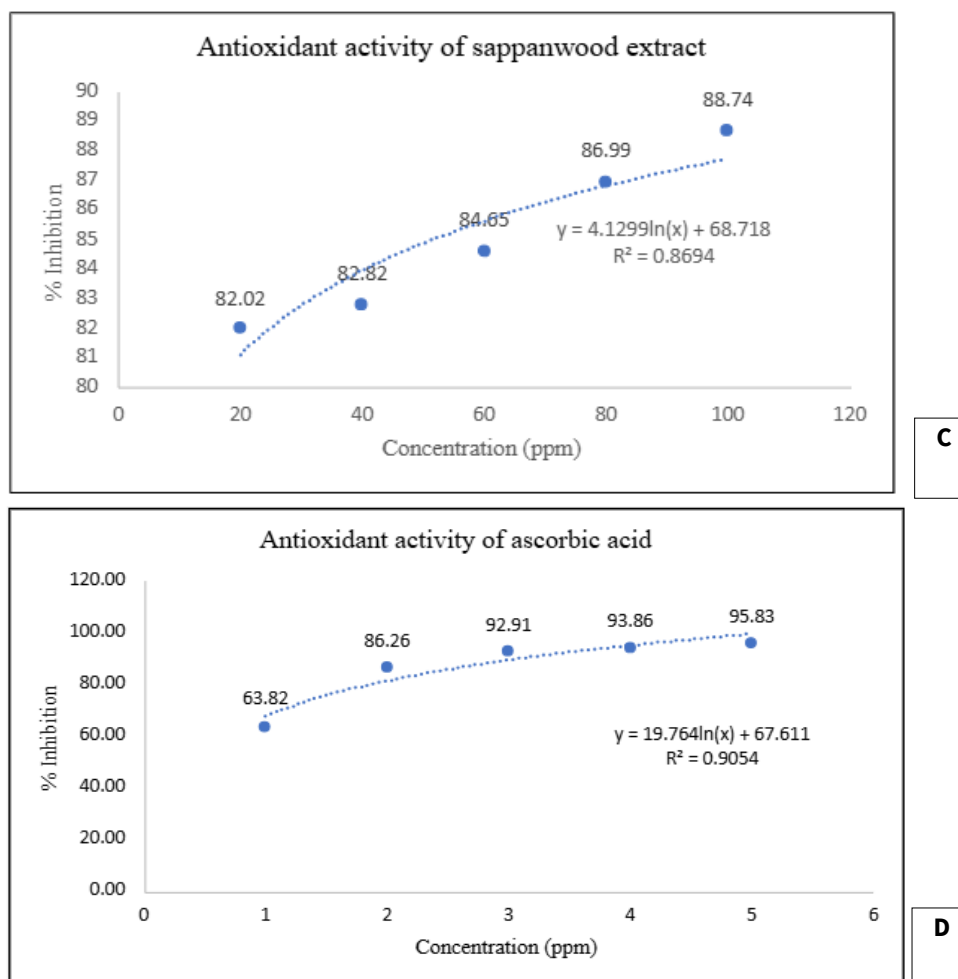 Antioxidant activity of sappanwood extract
% Inhibition
90
89
88
87
86
85
84
83
82
81
80
82.02
82.82
84.65
86.99
88.74
y = 4.1299ln(x) + 68.718
R² = 0.8694
0 20 40 60 80 100 120
Concentration (ppm)
C
Antioxidant activity of ascorbic acid
% Inhibition
120.00
100.00
80.00
60.00
40.00
20.00
0.00
63.82
86.26
92.91
93.86
95.83
y = 19.764ln(x) + 67.611
R² = 0.9054
0 1 2 3 4 5 6
Concentration (ppm)
D